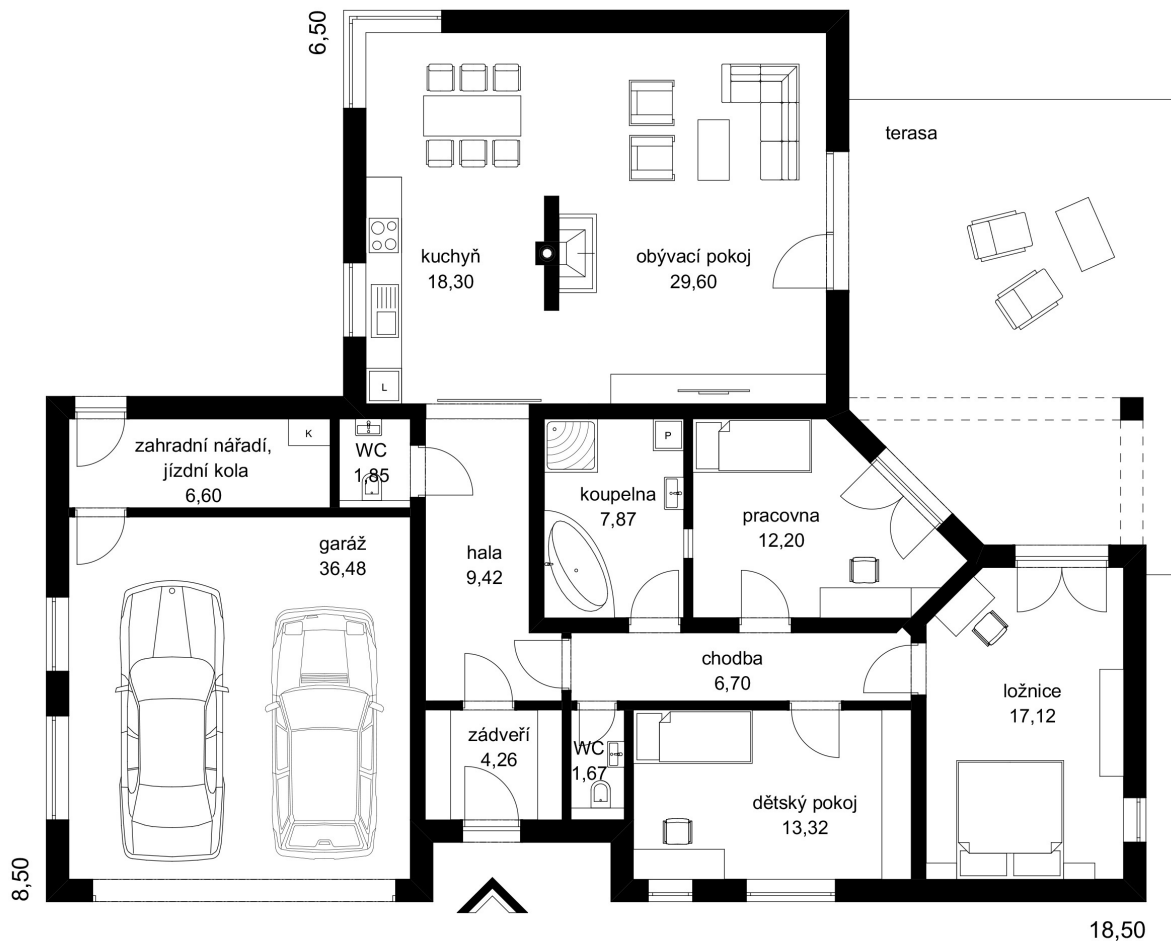 6,50
terasa
kuchyň
18,30
obývací pokoj
29,60
L
zahradní nářadí,
jízdní kola
6,60
K
WC
1,85
P
koupelna
7,87
pracovna
12,20
garáž
36,48
hala
9,42
chodba
6,70
ložnice
17,12
zádveří
4,26
WC
1,67
dětský pokoj
13,32
8,50
18,50